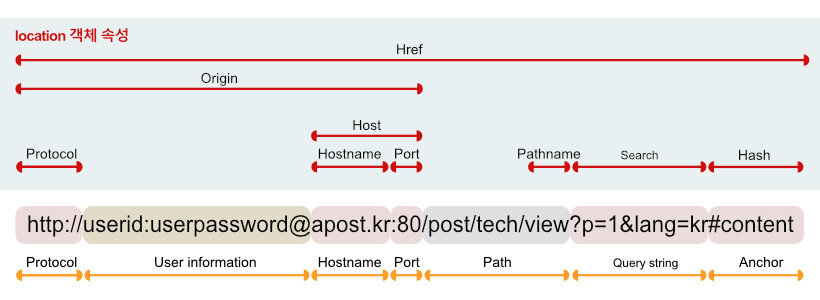 location 객체 속성
Href
Origin
Host
Protocol Hostname Port Pathname Search Hash
http://userid:userpassword@apost.kr:80/post/tech/view?p=1&lang=kr#content
Protocol User information Hostname Port Path Query string Anchor